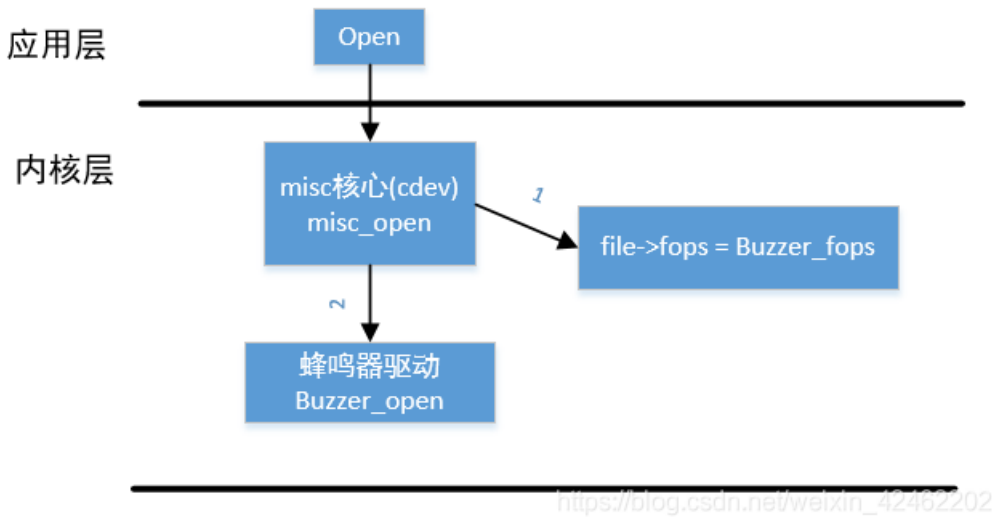 应用层
Open
内核层
misc核心(cdev)
misc_open
1
file->fops = Buzzer_fops
2
蜂鸣器驱动
Buzzer_open
https://blog.csdn.net/weixin_42462202